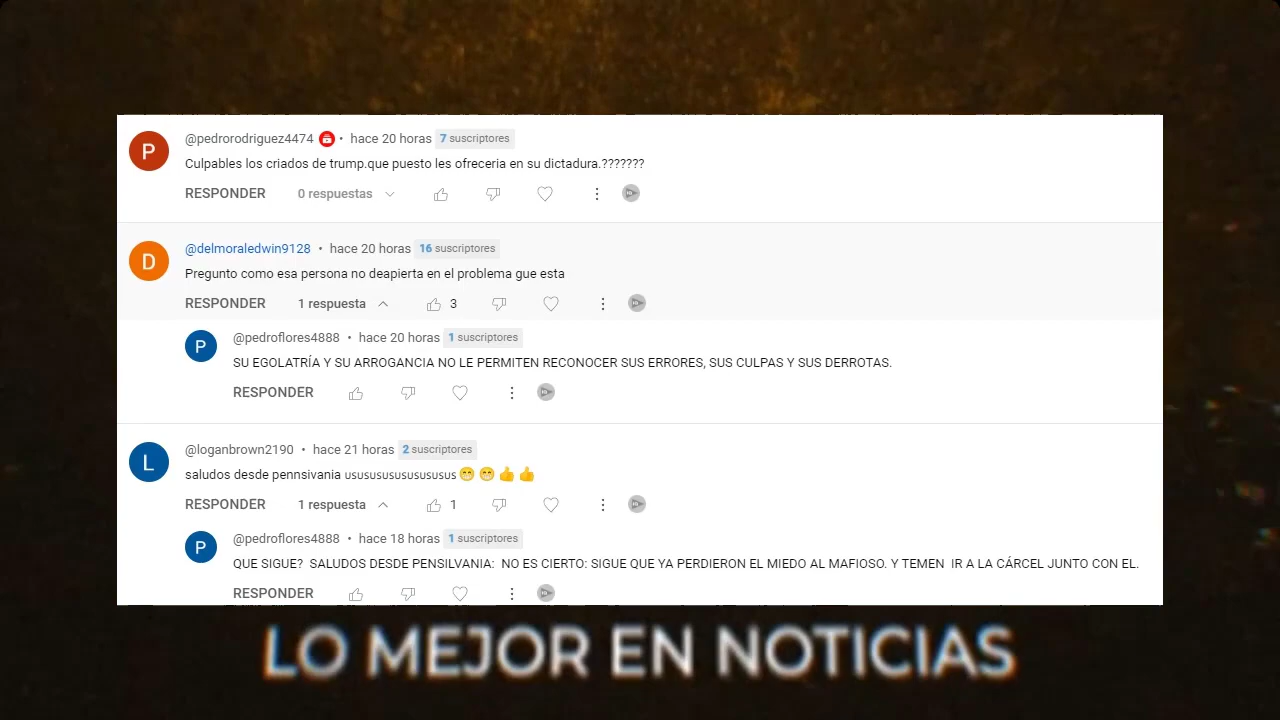 P
@pedrorodriguez4474 • hace 20 horas 7 suscriptores
Culpables los criados de trump.que puesto les ofreceria en su dictadura.???????
RESPONDER 0 respuestas
D
@delmoraledwin9128 • hace 20 horas 16 suscriptores
Pregunto como esa persona no deapierta en el problema gue esta
RESPONDER 1 respuesta 3
P
@pedroflores4888 • hace 20 horas 1 suscriptores
SU EGOLATRÍA Y SU ARROGANCIA NO LE PERMITEN RECONOCER SUS ERRORES, SUS CULPAS Y SUS DERROTAS.
RESPONDER
L
@loganbrown2190 • hace 21 horas 2 suscriptores
saludos desde pennsivania ususususususususus😁😁👍👍
RESPONDER 1 respuesta 1
P
@pedroflores4888 • hace 18 horas 1 suscriptores
QUE SIGUE? SALUDOS DESDE PENSILVANIA: NO ES CIERTO: SIGUE QUE YA PERDIERON EL MIEDO AL MAFIOSO. Y TEMEN IR A LA CÁRCEL JUNTO CON EL.
RESPONDER
LO MEJOR EN NOTICIAS